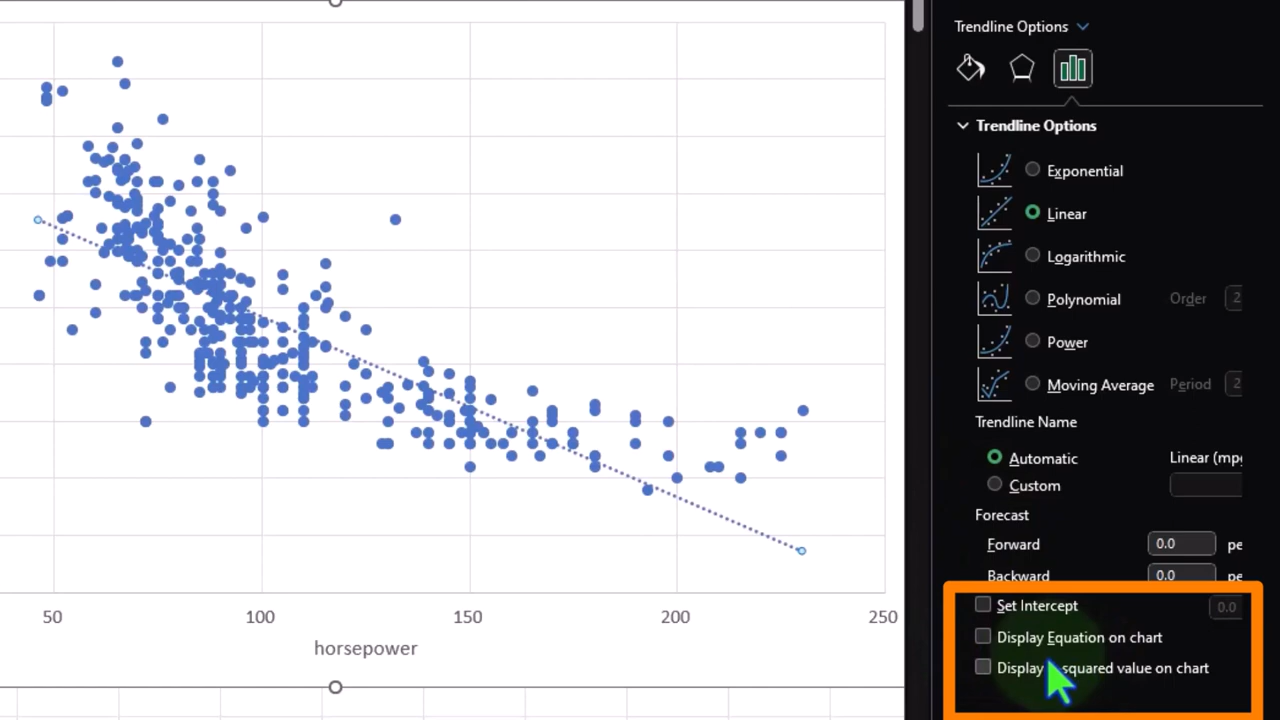 Trendline Options
Trendline Options
Exponential
Linear
Logarithmic
Polynomial Order 2
Power
Moving Average Period 2
Trendline Name
Automatic Linear (mpg
Custom
Forecast
Forward 0.0 pe
Backward 0.0 pe
Set Intercept 0.0
Display Equation on chart
Display squared value on chart
50 100 150 200 250
horsepower